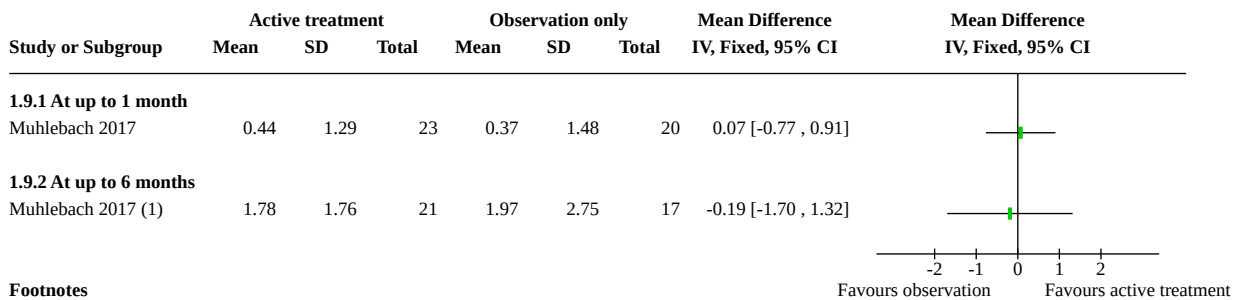 Active treatment Observation only Mean Difference Mean Difference
Study or Subgroup Mean SD Total Mean SD Total IV, Fixed, 95% CI IV, Fixed, 95% CI
1.9.1 At up to 1 month
Muhlebach 2017 0.44 1.29 23 0.37 1.48 20 0.07 [-0.77 , 0.91]
1.9.2 At up to 6 months
Muhlebach 2017 (1) 1.78 1.76 21 1.97 2.75 17 -0.19 [-1.70 , 1.32]
-2 -1 0 1 2
Footnotes Favours observation Favours active treatment